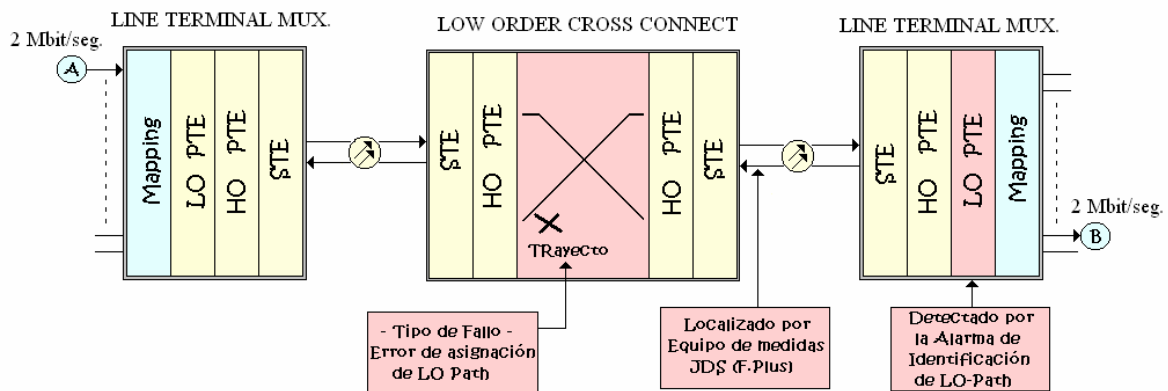 LINE TERMINAL MUX.
LOW ORDER CROSS CONNECT
LINE TERMINAL MUX.
2 Mbit/seg.
A
Mapping
LO PTE
HO PTE
STE
STE
HO PTE
TRayecto
HO PTE
STE
STE
HO PTE
LO PTE
Mapping
2 Mbit/seg.
B
- Tipo de Fallo -
Error de asignación
de LO Path
Localizado por
Equipo de medidas
JDS (F.Plus)
Detectado por
la Alarma de
Identificación
de LO-Path